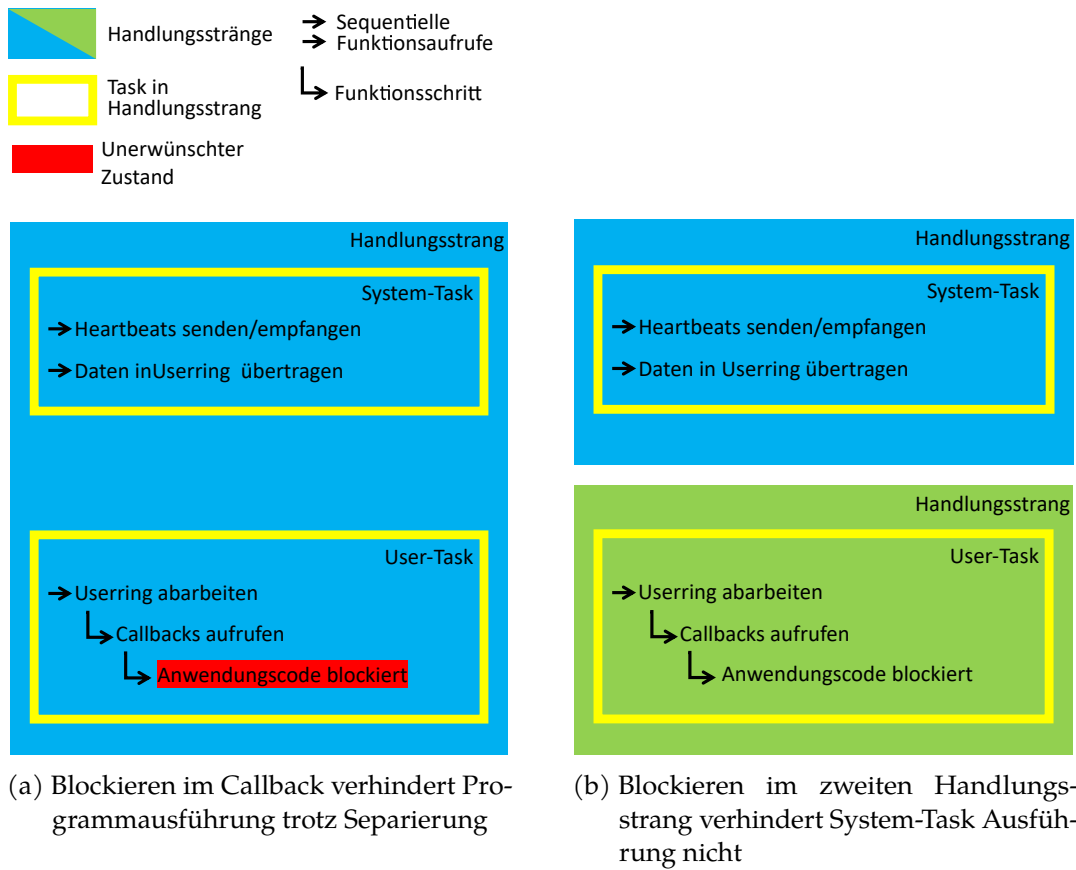 Handlungsstränge
Task in
Handlungsstrang
Unerwünschter
Zustand
Sequentielle
Funktionsaufrufe
Funktionsschritt
Handlungsstrang
System-Task
Heartbeats senden/empfangen
Daten inUserring übertragen
User-Task
Userring abarbeiten
Callbacks aufrufen
Anwendungscode blockiert
(a) Blockieren im Callback verhindert Pro-
grammausführung trotz Separierung
Handlungsstrang
System-Task
Heartbeats senden/empfangen
Daten in Userring übertragen
Handlungsstrang
User-Task
Userring abarbeiten
Callbacks aufrufen
Anwendungscode blockiert
(b) Blockieren im zweiten Handlungs-
strang verhindert System-Task Ausfüh-
rung nicht